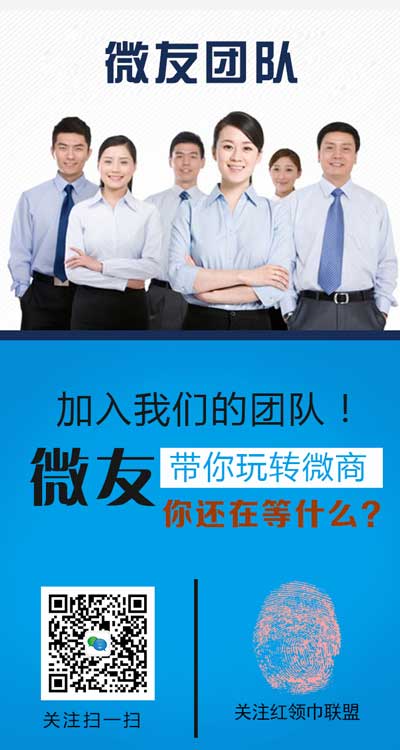 微友团队
加入我们的团队！
微友
带你玩转微商
你还在等什么?
关注扫一扫
关注红领巾联盟